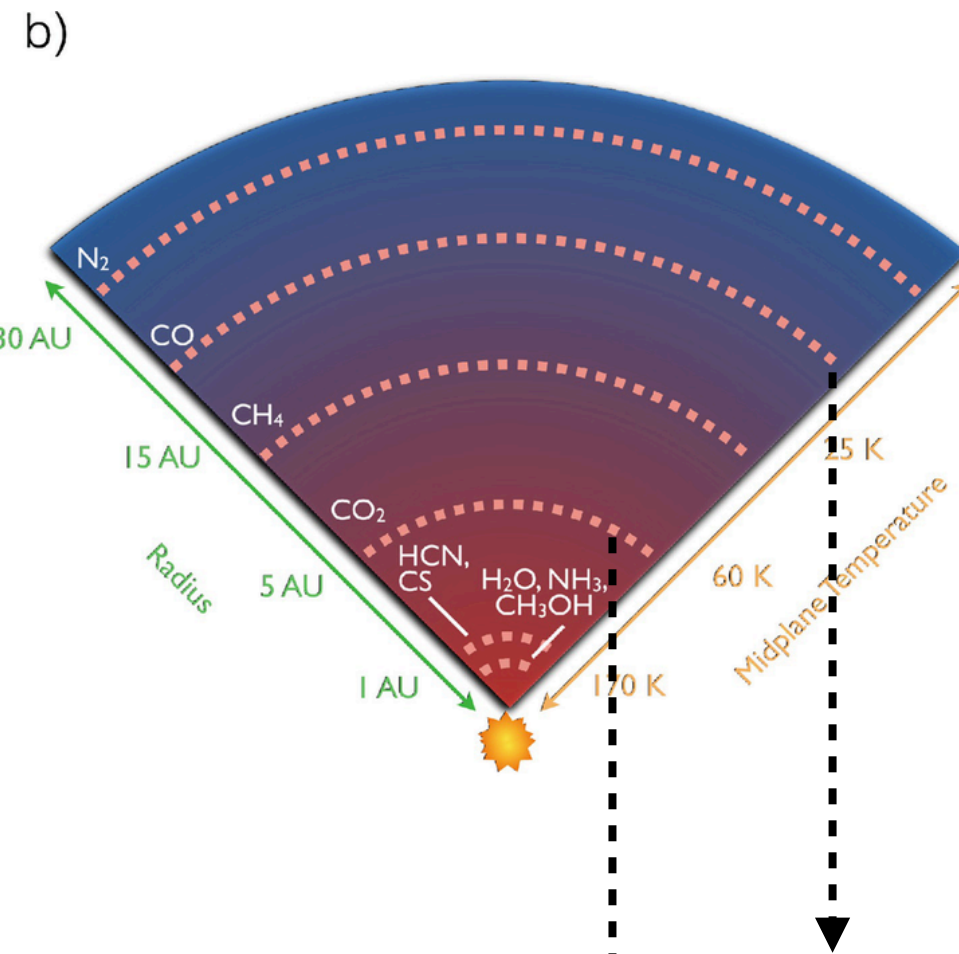 b)
N₂
CO
30 AU
CH₄
15 AU
25 K
CO₂
HCN,
CS
H₂O, NH₃,
CH₃OH
Radius
5 AU
60 K
Midplane Temperature
1 AU
170 K